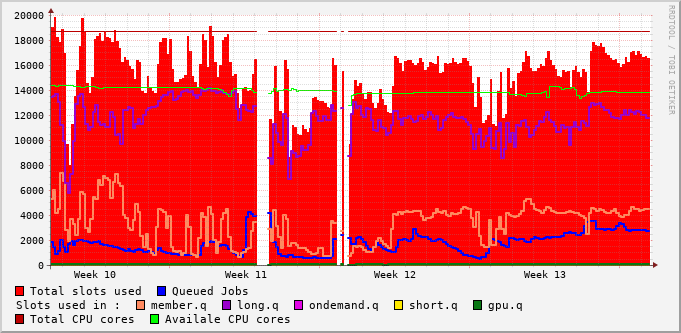 20000
18000
16000
14000
12000
10000
8000
6000
4000
2000
0
Week 10 Week 11 Week 12 Week 13
Total slots used Queued Jobs
Slots used in : member.q long.q ondemand.q short.q gpu.q
Total CPU cores Availale CPU cores
RRDTOOL / TOBI OETIKER